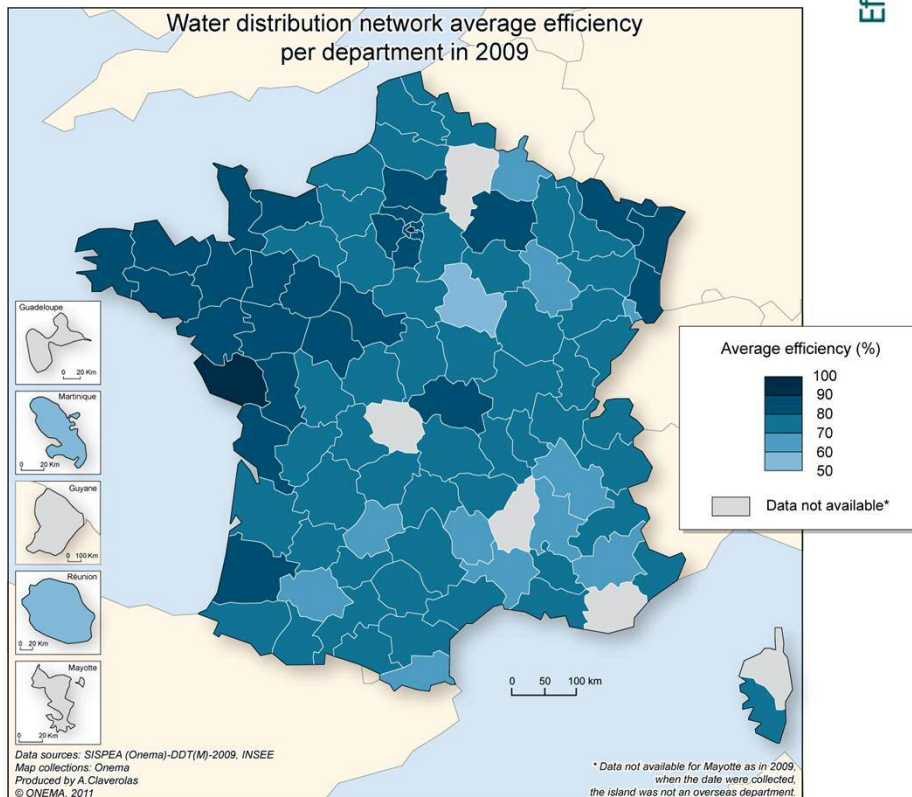 Water distribution network average efficiency
per department in 2009
Ef
Guadeloupe
0 20 Km
Martinique
0 20 Km
Guyane
0 100 Km
Réunion
0 20 Km
Mayotte
0 20 Km
Average efficiency (%)
100
90
80
70
60
50
Data not available*
0 50 100 km
Data sources: SISPEA (Onema)-DDT(M)-2009, INSEE
Map collections: Onema
Produced by A.Claverolas
© ONEMA, 2011
* Data not available for Mayotte as in 2009,
when the date were collected,
the island was not an overseas department.